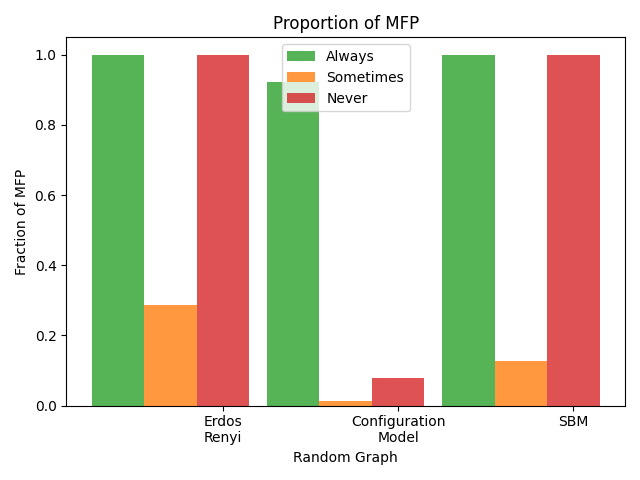 Proportion of MFP
Always
Sometimes
Never
Fraction of MFP
1.0
0.8
0.6
0.4
0.2
0.0
Erdos
Renyi
Configuration
Model
SBM
Random Graph